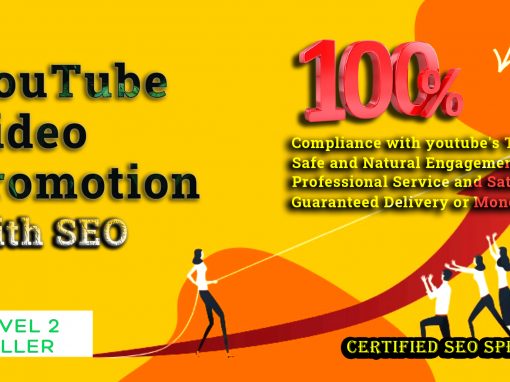 ouTube
ideo
romotion
ith SEO
100%
Compliance with youtube's T
Safe and Natural Engagemen
Professional Service and Sat
Guaranteed Delivery or Mone
VEL 2
LLER
CERTIFIED SEO SPE